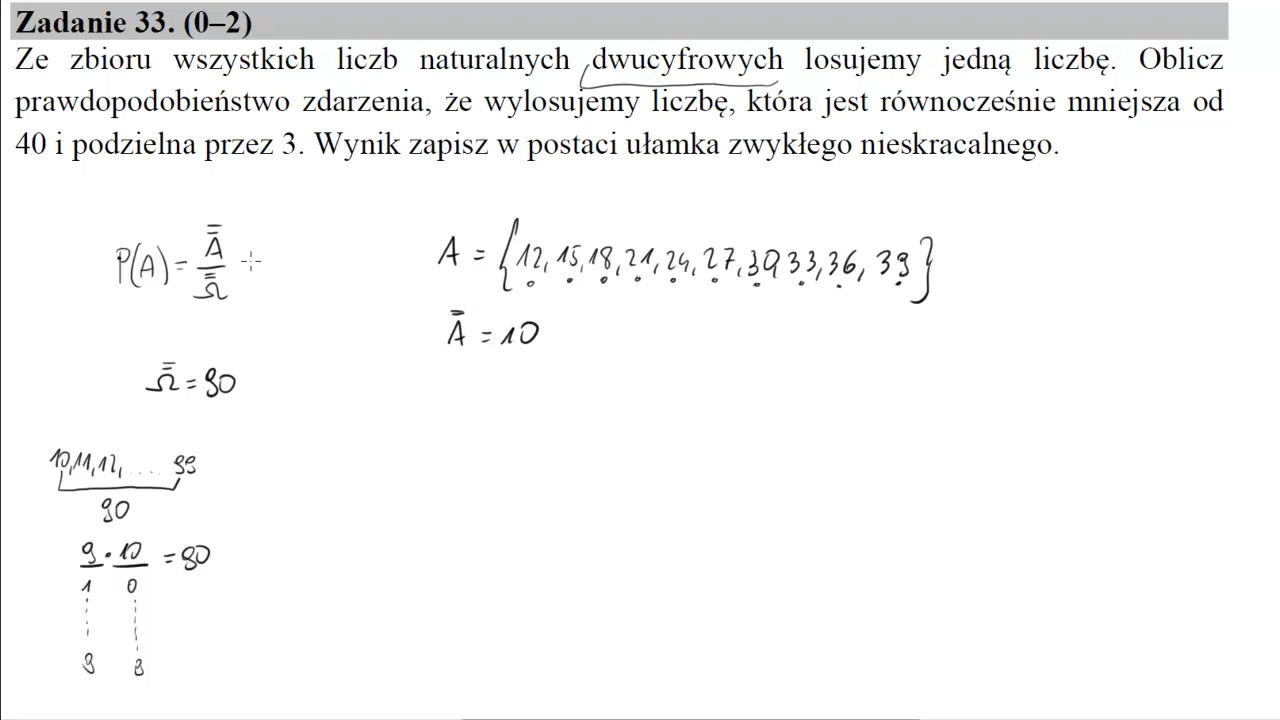 Zadanie 33. (0–2)
Ze zbioru wszystkich liczb naturalnych dwucyfrowych losujemy jedną liczbę. Oblicz
prawdopodobieństwo zdarzenia, że wylosujemy liczbę, która jest równocześnie mniejsza od
40 i podzielna przez 3. Wynik zapisz w postaci ułamka zwykłego nieskracalnego.
P(A) = A̿ / Ω̿
A = {12, 15, 18, 21, 24, 27, 30, 33, 36, 39}
A̿ = 10
Ω̿ = 90
10, 11, 12, .... 99
90
9 · 10 = 90
1 0
9 9